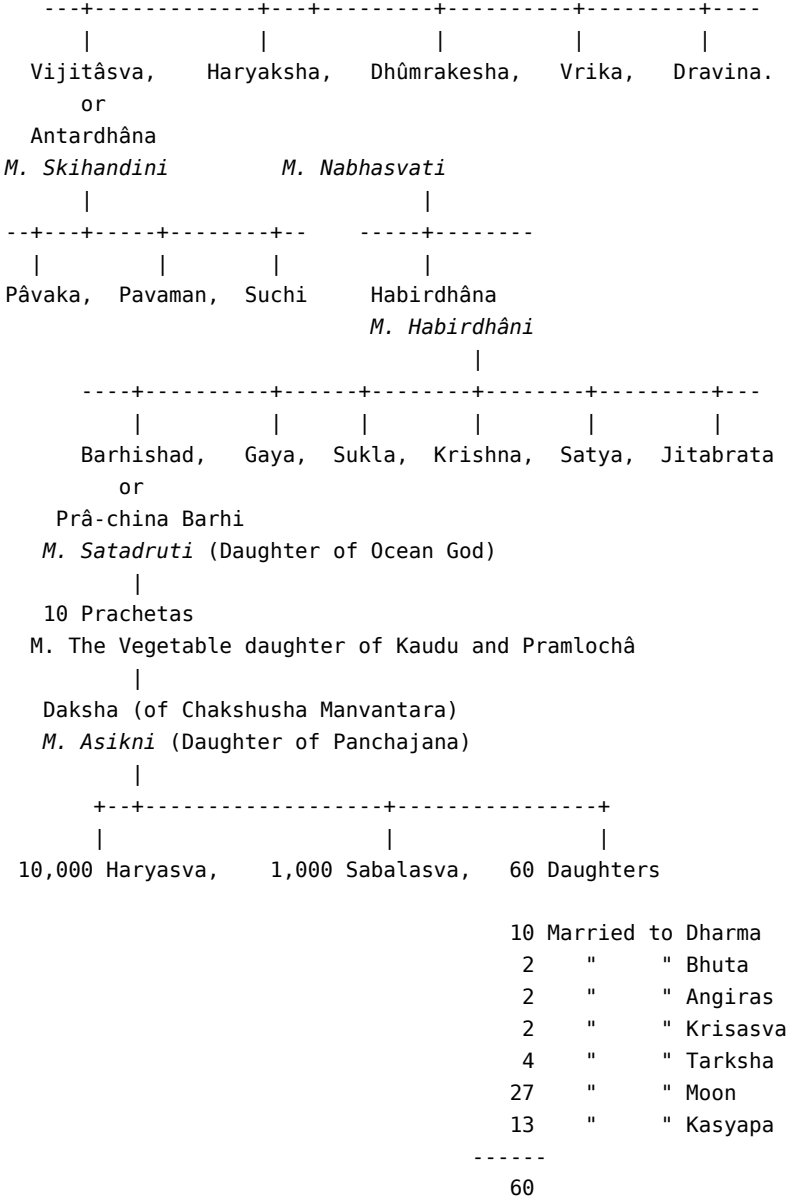 ---+-------------+---+---------+----------+---------+----
| | | | |
Vijitâsva, Haryaksha, Dhûmrakesha, Vrika, Dravina.
or
Antardhâna
M. Skihandini M. Nabhasvati
| |
--+---+-----+--------+-- -----+--------
| | | |
Pâvaka, Pavaman, Suchi Habirdhâna
M. Habirdhâni
|
----+----------+------+--------+--------+---------+---
| | | | | |
Barhishad, Gaya, Sukla, Krishna, Satya, Jitabrata
or
Prâ-china Barhi
M. Satadruti (Daughter of Ocean God)
|
10 Prachetas
M. The Vegetable daughter of Kaudu and Pramlochâ
|
Daksha (of Chakshusha Manvantara)
M. Asikni (Daughter of Panchajana)
|
+--+-------------------+----------------+
| | |
10,000 Haryasva, 1,000 Sabalasva, 60 Daughters
10 Married to Dharma
2 " " Bhuta
2 " " Angiras
2 " " Krisasva
4 " " Tarksha
27 " " Moon
13 " " Kasyapa
------
60